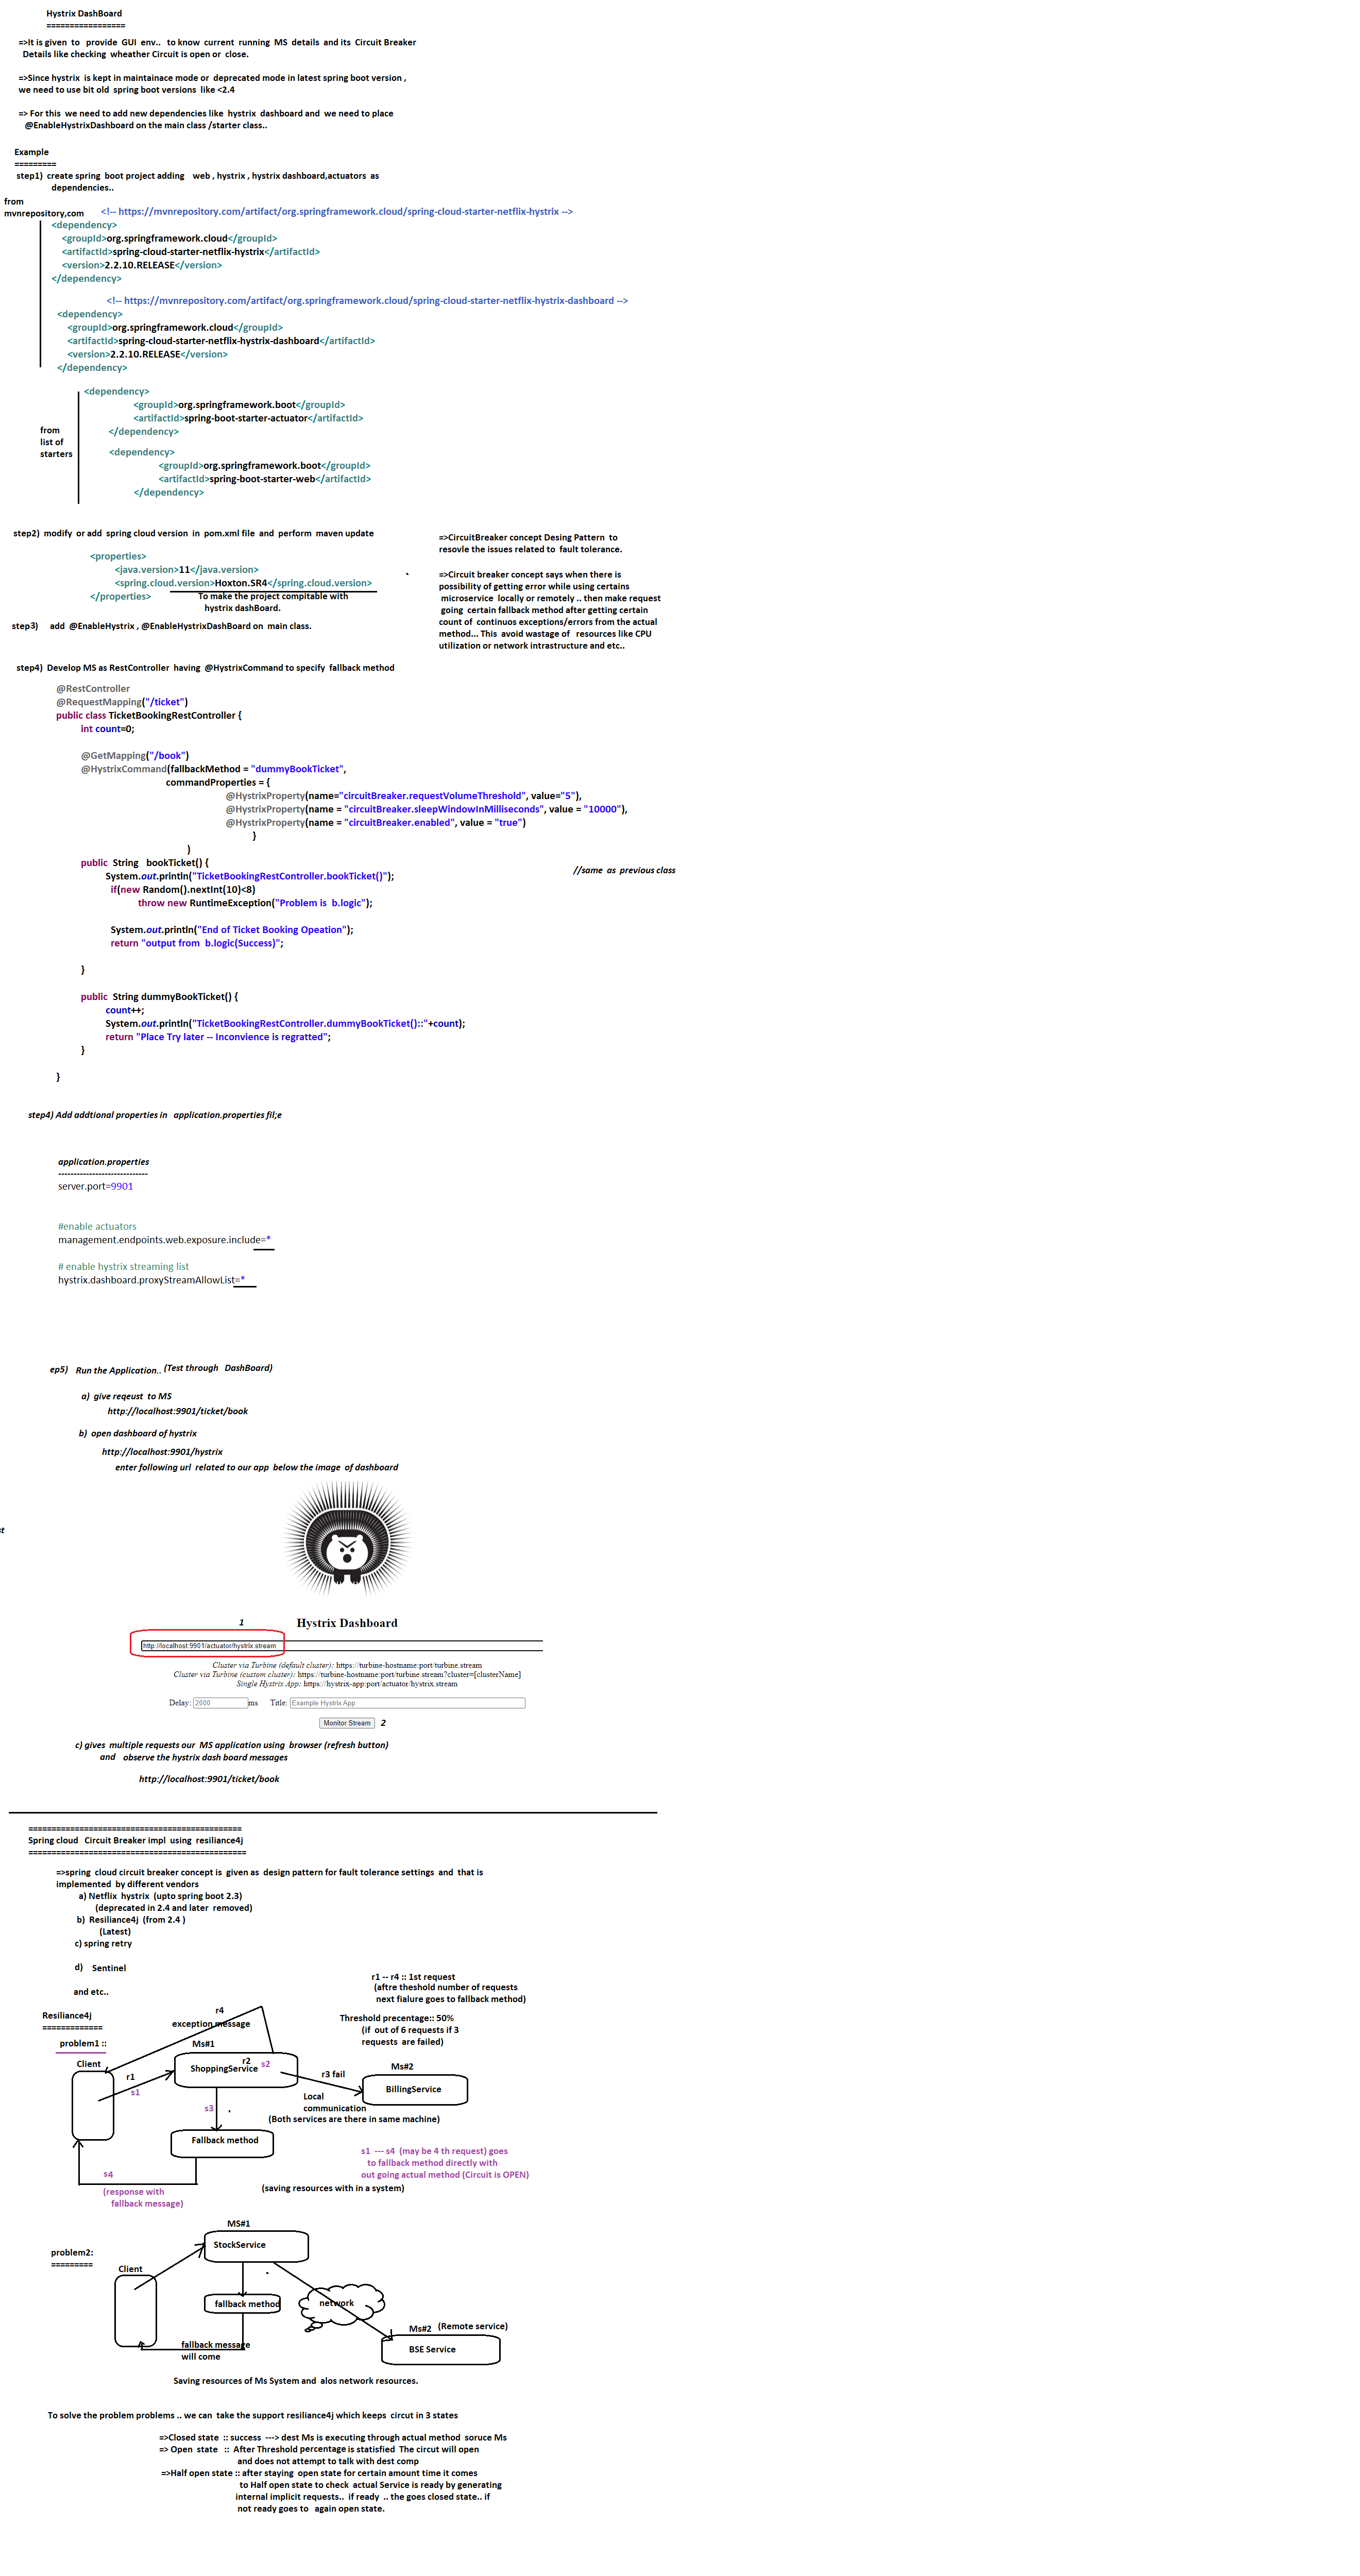 Hystrix DashBoard
=================
=>It is given to provide GUI env.. to know current running MS details and its Circuit Breaker
Details like checking wheather Circuit is open or close.
=>Since hystrix is kept in maintainace mode or deprecated mode in latest spring boot version ,
we need to use bit old spring boot versions like <2.4
=> For this we need to add new dependencies like hystrix dashboard and we need to place
@EnableHystrixDashboard on the main class /starter class..
Example
=========
step1) create spring boot project adding web , hystrix , hystrix dashboard,actuators as
dependencies..
from
mvnrepository,com
<!-- https://mvnrepository.com/artifact/org.springframework.cloud/spring-cloud-starter-netflix-hystrix -->
<dependency>
<groupId>org.springframework.cloud</groupId>
<artifactId>spring-cloud-starter-netflix-hystrix</artifactId>
<version>2.2.10.RELEASE</version>
</dependency>
<!-- https://mvnrepository.com/artifact/org.springframework.cloud/spring-cloud-starter-netflix-hystrix-dashboard -->
<dependency>
<groupId>org.springframework.cloud</groupId>
<artifactId>spring-cloud-starter-netflix-hystrix-dashboard</artifactId>
<version>2.2.10.RELEASE</version>
</dependency>
from
list of
starters
<dependency>
<groupId>org.springframework.boot</groupId>
<artifactId>spring-boot-starter-actuator</artifactId>
</dependency>
<dependency>
<groupId>org.springframework.boot</groupId>
<artifactId>spring-boot-starter-web</artifactId>
</dependency>
step2) modify or add spring cloud version in pom.xml file and perform maven update
<properties>
<java.version>11</java.version>
<spring.cloud.version>Hoxton.SR4</spring.cloud.version>
</properties>
To make the project compitable with
hystrix dashBoard.
=>CircuitBreaker concept Desing Pattern to
resovle the issues related to fault tolerance.
=>Circuit breaker concept says when there is
possibility of getting error while using certains
microservice locally or remotely .. then make request
going certain fallback method after getting certain
count of continuos exceptions/errors from the actual
method... This avoid wastage of resources like CPU
utilization or network intrastructure and etc..
step3) add @EnableHystrix , @EnableHystrixDashBoard on main class.
step4) Develop MS as RestController having @HystrixCommand to specify fallback method
@RestController
@RequestMapping("/ticket")
public class TicketBookingRestController {
int count=0;
@GetMapping("/book")
@HystrixCommand(fallbackMethod = "dummyBookTicket",
commandProperties = {
@HystrixProperty(name="circuitBreaker.requestVolumeThreshold", value="5"),
@HystrixProperty(name = "circuitBreaker.sleepWindowInMilliseconds", value = "10000"),
@HystrixProperty(name = "circuitBreaker.enabled", value = "true")
}
)
public String bookTicket() {
//same as previous class
System.out.println("TicketBookingRestController.bookTicket()");
if(new Random().nextInt(10)<8)
throw new RuntimeException("Problem is b.logic");
System.out.println("End of Ticket Booking Opeation");
return "output from b.logic(Success)";
}
public String dummyBookTicket() {
count++;
System.out.println("TicketBookingRestController.dummyBookTicket()::"+count);
return "Place Try later -- Inconvience is regratted";
}
}
step4) Add addtional properties in application.properties fil;e
application.properties
-----------------------------
server.port=9901
#enable actuators
management.endpoints.web.exposure.include=*
# enable hystrix streaming list
hystrix.dashboard.proxyStreamAllowList=*
ep5) Run the Application.. (Test through DashBoard)
a) give reqeust to MS
http://localhost:9901/ticket/book
b) open dashboard of hystrix
http://localhost:9901/hystrix
enter following url related to our app below the image of dashboard
st
1
Hystrix Dashboard
http://localhost:9901/actuator/hystrix.stream
Cluster via Turbine (default cluster): https://turbine-hostname:port/turbine.stream
Cluster via Turbine (custom cluster): https://turbine-hostname:port/turbine.stream?cluster=[clusterName]
Single Hystrix App: https://hystrix-app:port/actuator/hystrix.stream
Delay: 2000 ms Title: Example Hystrix App
Monitor Stream 2
c) gives multiple requests our MS application using browser (refresh button)
and observe the hystrix dash board messages
http://localhost:9901/ticket/book
==============================================
Spring cloud Circuit Breaker impl using resiliance4j
===============================================
=>spring cloud circuit breaker concept is given as design pattern for fault tolerance settings and that is
implemented by different vendors
a) Netflix hystrix (upto spring boot 2.3)
(deprecated in 2.4 and later removed)
b) Resiliance4j (from 2.4 )
(Latest)
c) spring retry
d) Sentinel
and etc..
r1 -- r4 :: 1st request
(aftre theshold number of requests
next fialure goes to fallback method)
Resiliance4j
=============
r4
exception message
Threshold precentage:: 50%
(if out of 6 requests if 3
requests are failed)
problem1 ::
Client
Ms#1
ShoppingService
r2
s2
r1
s1
r3 fail
Ms#2
BillingService
Local
communication
(Both services are there in same machine)
s3
Fallback method
s1 --- s4 (may be 4 th request) goes
to fallback method directly with
out going actual method (Circuit is OPEN)
s4
(response with
fallback message)
(saving resources with in a system)
MS#1
StockService
problem2:
=========
Client
fallback method
network
Ms#2 (Remote service)
BSE Service
fallback message
will come
Saving resources of Ms System and alos network resources.
To solve the problem problems .. we can take the support resiliance4j which keeps circut in 3 states
=>Closed state :: success ---> dest Ms is executing through actual method soruce Ms
=> Open state :: After Threshold percentage is statisfied The circut will open
and does not attempt to talk with dest comp
=>Half open state :: after staying open state for certain amount time it comes
to Half open state to check actual Service is ready by generating
internal implicit requests.. if ready .. the goes closed state.. if
not ready goes to again open state.